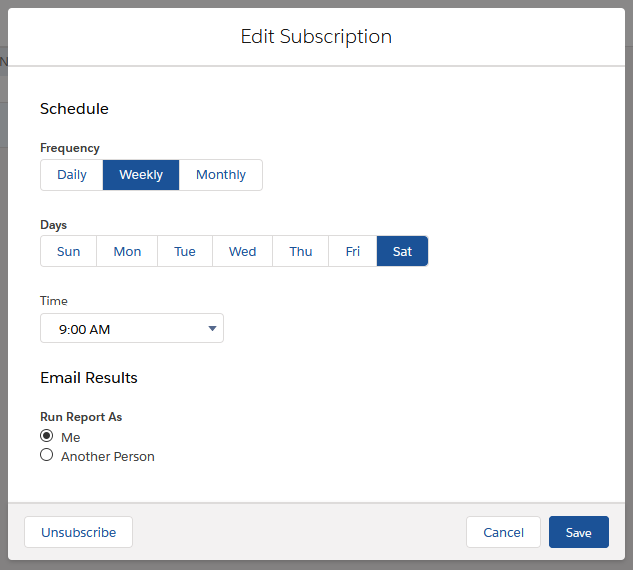 Edit Subscription
N
Schedule
Frequency
Daily Weekly Monthly
Days
Sun Mon Tue Wed Thu Fri Sat
Time
9:00 AM
Email Results
Run Report As
Me
Another Person
Unsubscribe Cancel Save